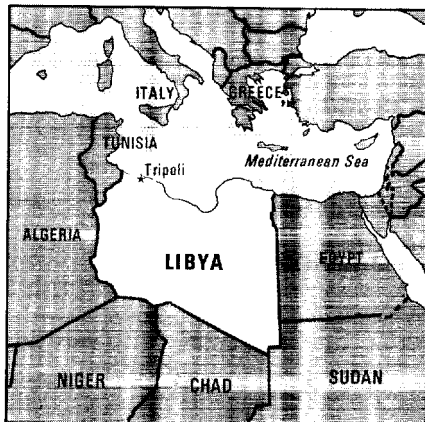 ITALY
GREECE
TUNISIA
Mediterranean Sea
Tripoli
ALGERIA
LIBYA
EGYPT
NIGER
CHAD
SUDAN